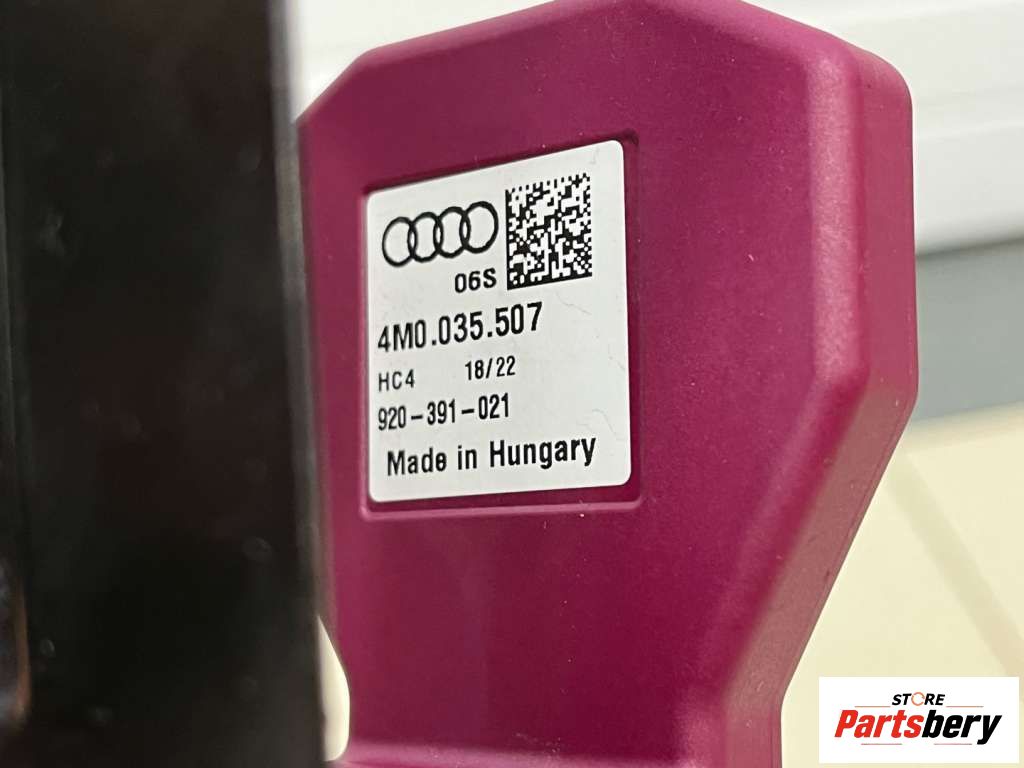 06S
4M0.035.507
HC4 18/22
920-391-021
Made in Hungary
STORE
Partsbery